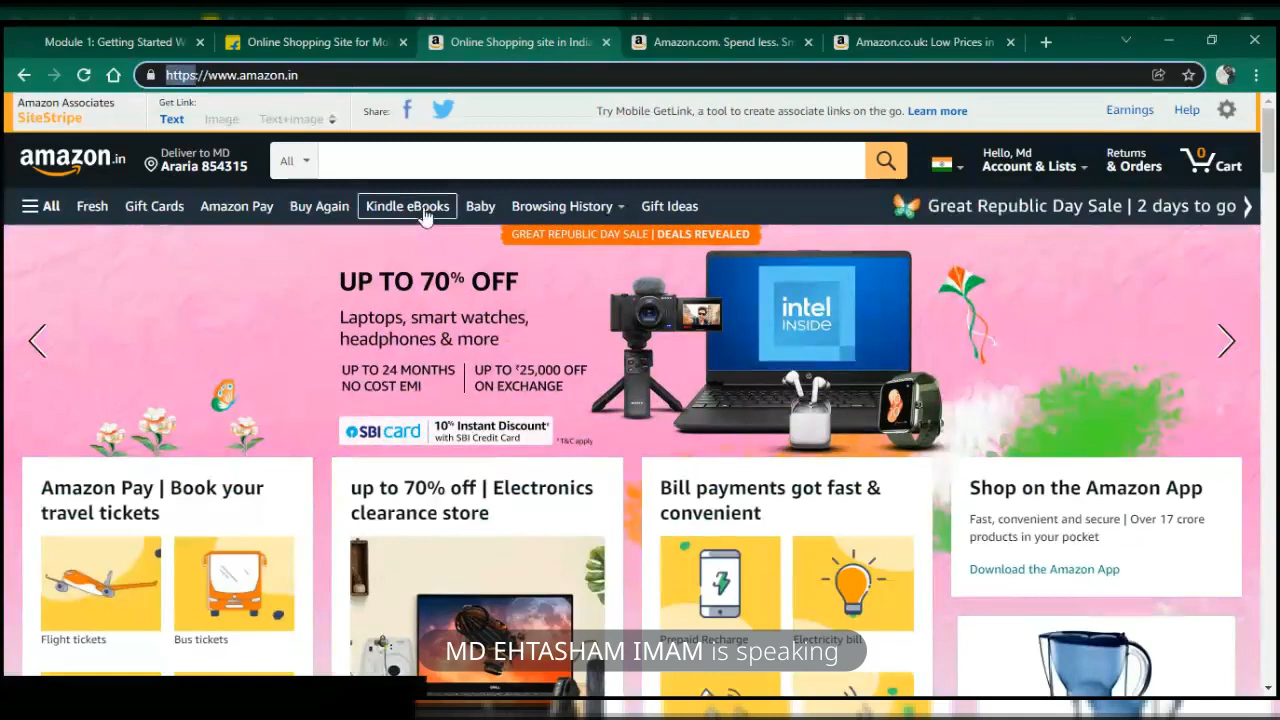 Module 1: Getting Started W
Online Shopping Site for Mo
Online Shopping site in India
Amazon.com. Spend less. Sm
Amazon.co.uk: Low Prices in
https://www.amazon.in
Amazon Associates
SiteStripe
Get Link:
Text
Image
Text+image
Share:
Try Mobile GetLink, a tool to create associate links on the go. Learn more
Earnings
Help
amazon.in
Deliver to MD
Araria 854315
All
Hello, Md
Account & Lists
Returns
& Orders
0
Cart
All
Fresh
Gift Cards
Amazon Pay
Buy Again
Kindle eBooks
Baby
Browsing History
Gift Ideas
Great Republic Day Sale | 2 days to go
GREAT REPUBLIC DAY SALE | DEALS REVEALED
UP TO 70% OFF
Laptops, smart watches,
headphones & more
UP TO 24 MONTHS
NO COST EMI
UP TO ₹25,000 OFF
ON EXCHANGE
SBI card
10% Instant Discount*
with SBI Credit Card
*T&C apply
intel
INSIDE
Amazon Pay | Book your
travel tickets
Flight tickets
Bus tickets
up to 70% off | Electronics
clearance store
DELL
Bill payments got fast &
convenient
Prepaid Recharge
Electricity bill
Shop on the Amazon App
Fast, convenient and secure | Over 17 crore
products in your pocket
Download the Amazon App
MD EHTASHAM IMAM is speaking